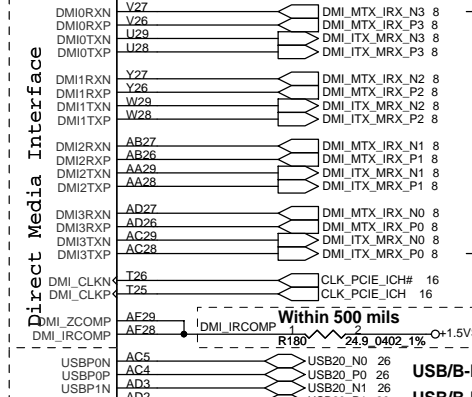 Direct Media Interface
DMI0RXN V27 DMI_MTX_IRX_N3 8
DMI0RXP V26 DMI_MTX_IRX_P3 8
DMI0TXN U29 DMI_ITX_MRX_N3 8
DMI0TXP U28 DMI_ITX_MRX_P3 8
DMI1RXN Y27 DMI_MTX_IRX_N2 8
DMI1RXP Y26 DMI_MTX_IRX_P2 8
DMI1TXN W29 DMI_ITX_MRX_N2 8
DMI1TXP W28 DMI_ITX_MRX_P2 8
DMI2RXN AB27 DMI_MTX_IRX_N1 8
DMI2RXP AB26 DMI_MTX_IRX_P1 8
DMI2TXN AA29 DMI_ITX_MRX_N1 8
DMI2TXP AA28 DMI_ITX_MRX_P1 8
DMI3RXN AD27 DMI_MTX_IRX_N0 8
DMI3RXP AD26 DMI_MTX_IRX_P0 8
DMI3TXN AC29 DMI_ITX_MRX_N0 8
DMI3TXP AC28 DMI_ITX_MRX_P0 8
DMI_CLKN T26 CLK_PCIE_ICH# 16
DMI_CLKP T25 CLK_PCIE_ICH 16
Within 500 mils
DMI_ZCOMP AF29
DMI_IRCOMP AF28 DMI_IRCOMP 1 2 +1.5V
R180 24.9_0402_1%
USBP0N AC5 USB20_N0 26
USBP0P AC4 USB20_P0 26 USB/B-
USBP1N AD3 USB20_N1 26